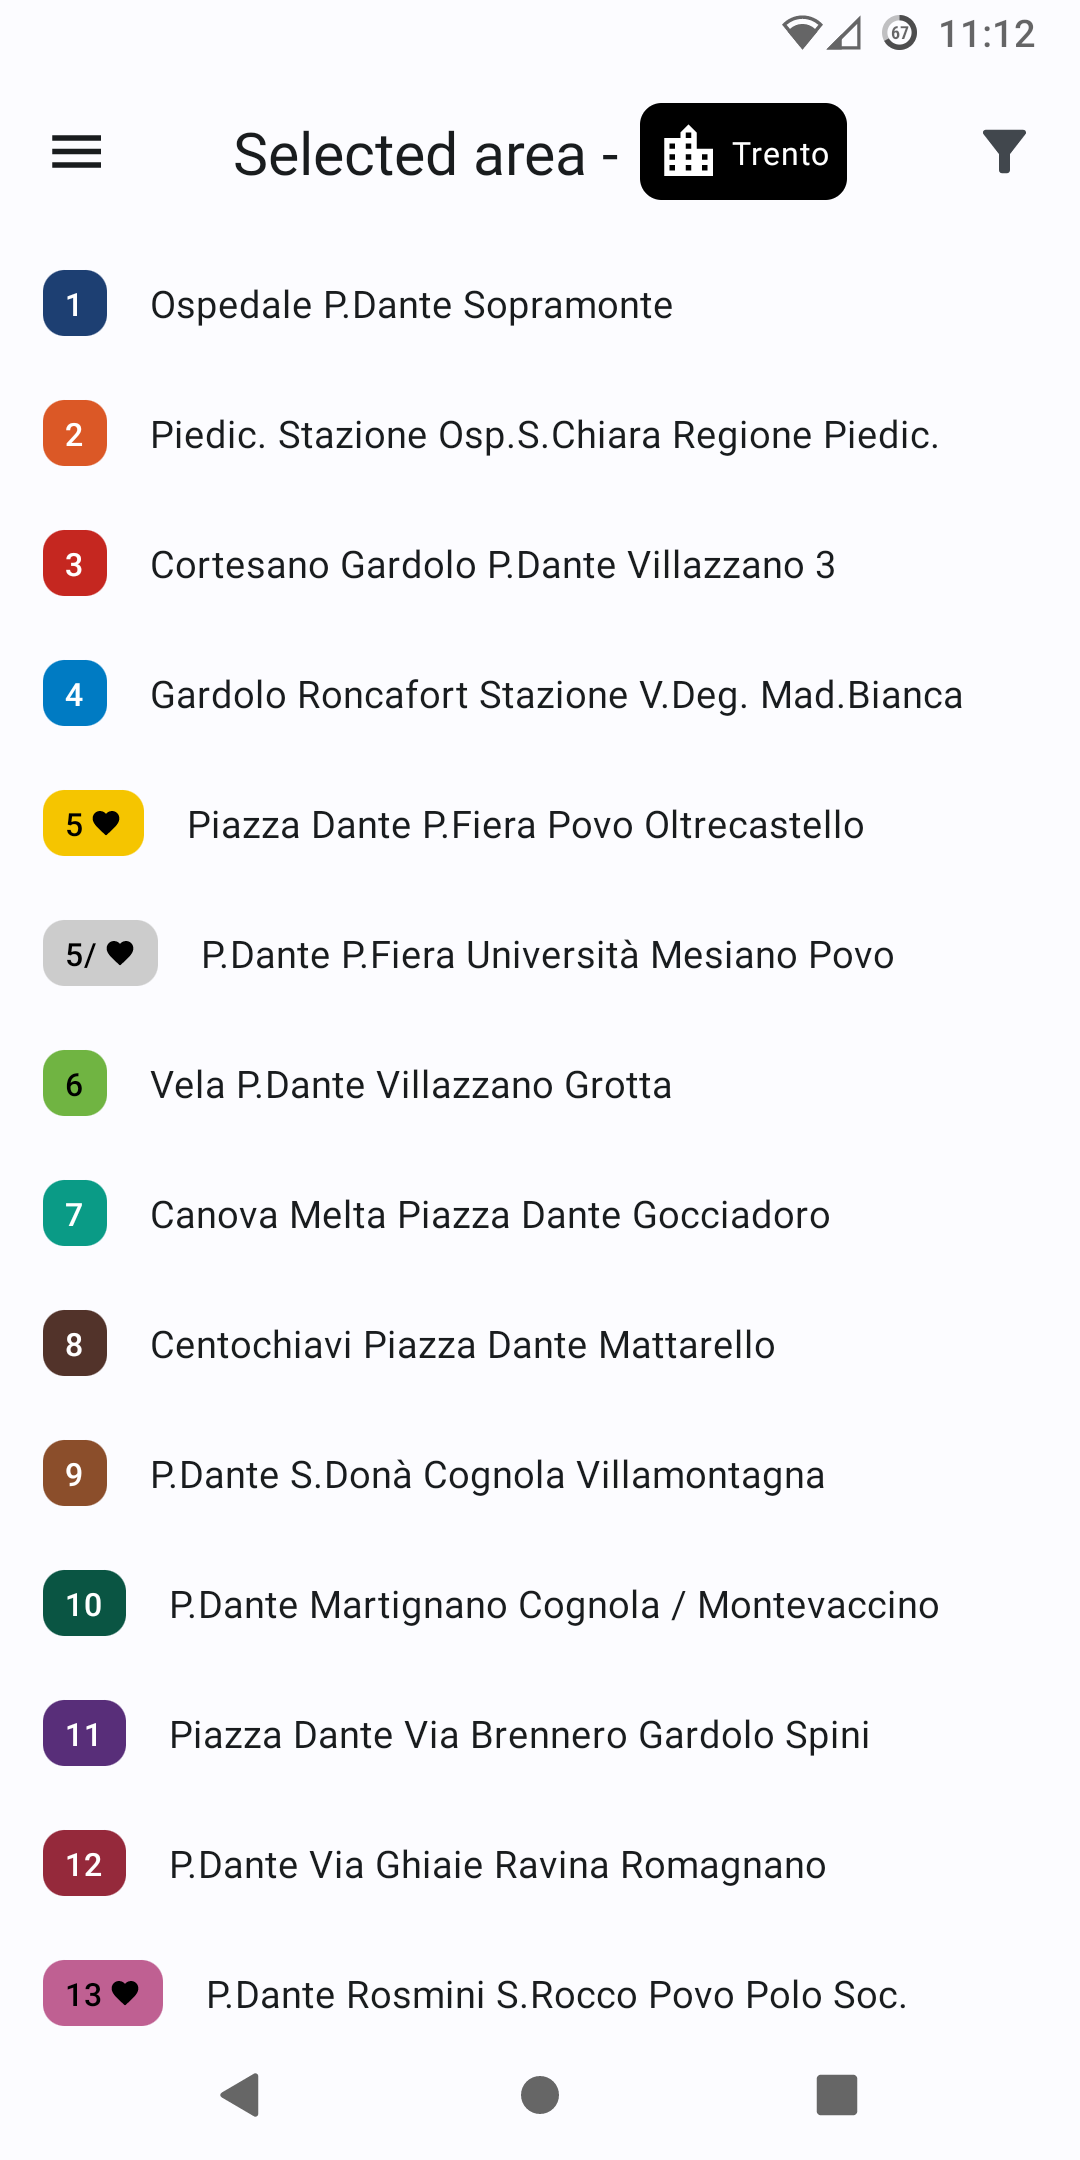 67 11:12
Selected area - Trento
1 Ospedale P.Dante Sopramonte
2 Piedic. Stazione Osp.S.Chiara Regione Piedic.
3 Cortesano Gardolo P.Dante Villazzano 3
4 Gardolo Roncafort Stazione V.Deg. Mad.Bianca
5 Piazza Dante P.Fiera Povo Oltrecastello
5/ P.Dante P.Fiera Università Mesiano Povo
6 Vela P.Dante Villazzano Grotta
7 Canova Melta Piazza Dante Gocciadoro
8 Centochiavi Piazza Dante Mattarello
9 P.Dante S.Donà Cognola Villamontagna
10 P.Dante Martignano Cognola / Montevaccino
11 Piazza Dante Via Brennero Gardolo Spini
12 P.Dante Via Ghiaie Ravina Romagnano
13 P.Dante Rosmini S.Rocco Povo Polo Soc.